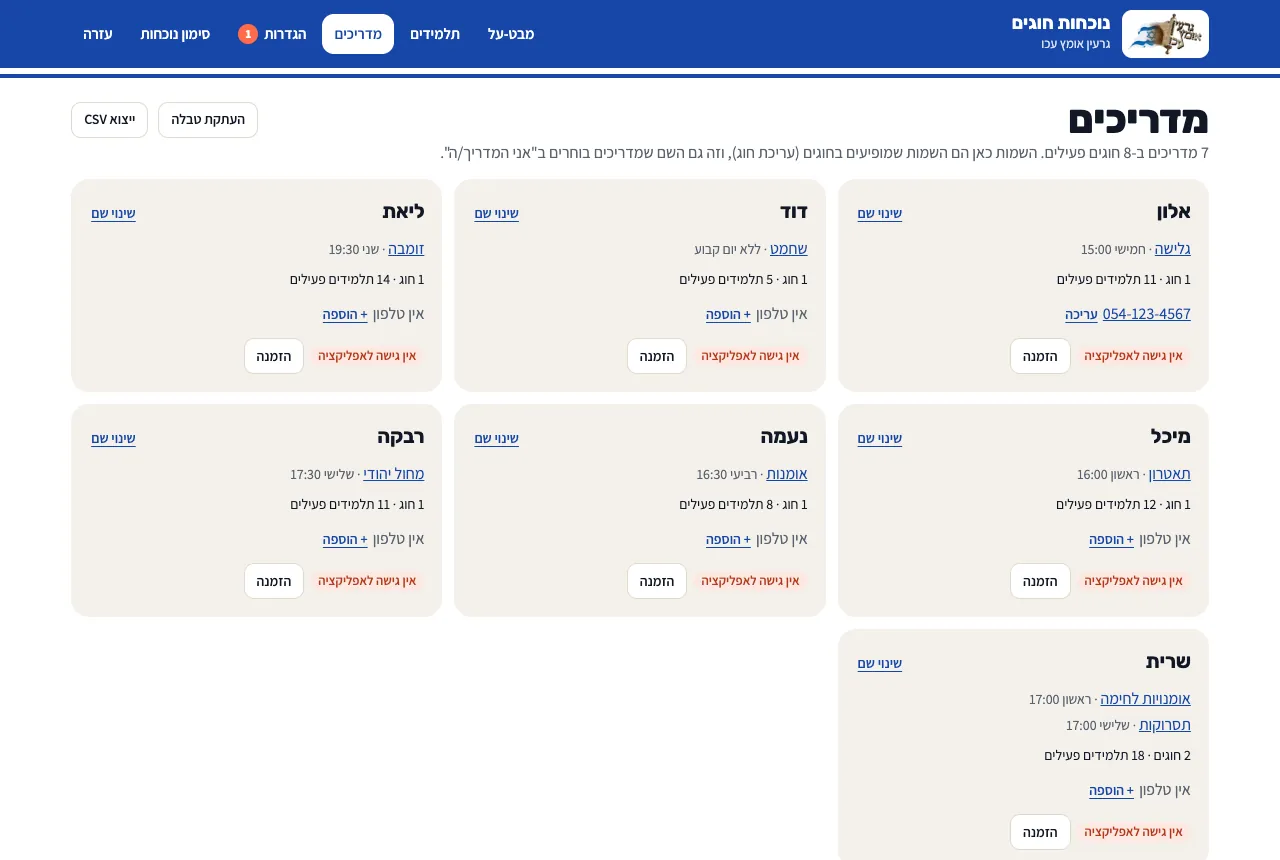 גרעין אומץ עכו
נוכחות חוגים
גרעין אומץ עכו
מבט-על
תלמידים
מדריכים
הגדרות 1
סימון נוכחות
עזרה
מדריכים
העתקת טבלה
ייצוא CSV
7 מדריכים ב-8 חוגים פעילים. השמות כאן הם השמות שמופיעים בחוגים (עריכת חוג), וזה גם השם שמדריכים בוחרים ב"אני המדריך/ה".
אלון
שינוי שם
גלישה · חמישי 15:00
1 חוג · 11 תלמידים פעילים
054-123-4567 עריכה
אין גישה לאפליקציה
הזמנה
דוד
שינוי שם
שחמט · ללא יום קבוע
1 חוג · 5 תלמידים פעילים
אין טלפון + הוספה
אין גישה לאפליקציה
הזמנה
ליאת
שינוי שם
זומבה · שני 19:30
1 חוג · 14 תלמידים פעילים
אין טלפון + הוספה
אין גישה לאפליקציה
הזמנה
מיכל
שינוי שם
תאטרון · ראשון 16:00
1 חוג · 12 תלמידים פעילים
אין טלפון + הוספה
אין גישה לאפליקציה
הזמנה
נעמה
שינוי שם
אומנות · רביעי 16:30
1 חוג · 8 תלמידים פעילים
אין טלפון + הוספה
אין גישה לאפליקציה
הזמנה
רבקה
שינוי שם
מחול יהודי · שלישי 17:30
1 חוג · 11 תלמידים פעילים
אין טלפון + הוספה
אין גישה לאפליקציה
הזמנה
שרית
שינוי שם
אומנויות לחימה · ראשון 17:00
תסרוקות · שלישי 17:00
2 חוגים · 18 תלמידים פעילים
אין טלפון + הוספה
אין גישה לאפליקציה
הזמנה